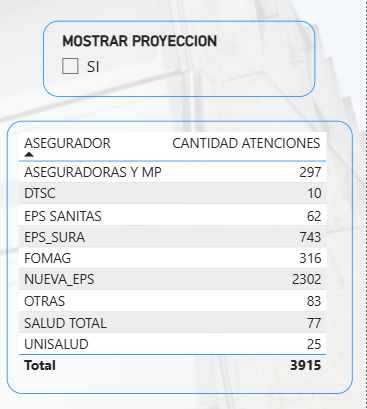 MOSTRAR PROYECCION
SI
ASEGURADOR CANTIDAD ATENCIONES
ASEGURADORAS Y MP 297
DTSC 10
EPS SANITAS 62
EPS_SURA 743
FOMAG 316
NUEVA_EPS 2302
OTRAS 83
SALUD TOTAL 77
UNISALUD 25
Total 3915